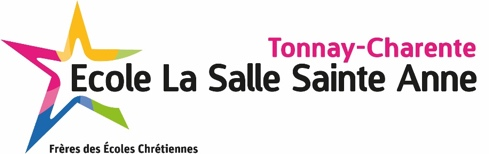 Tonnay-Charente
Ecole La Salle Sainte Anne
Frères des Écoles Chrétiennes